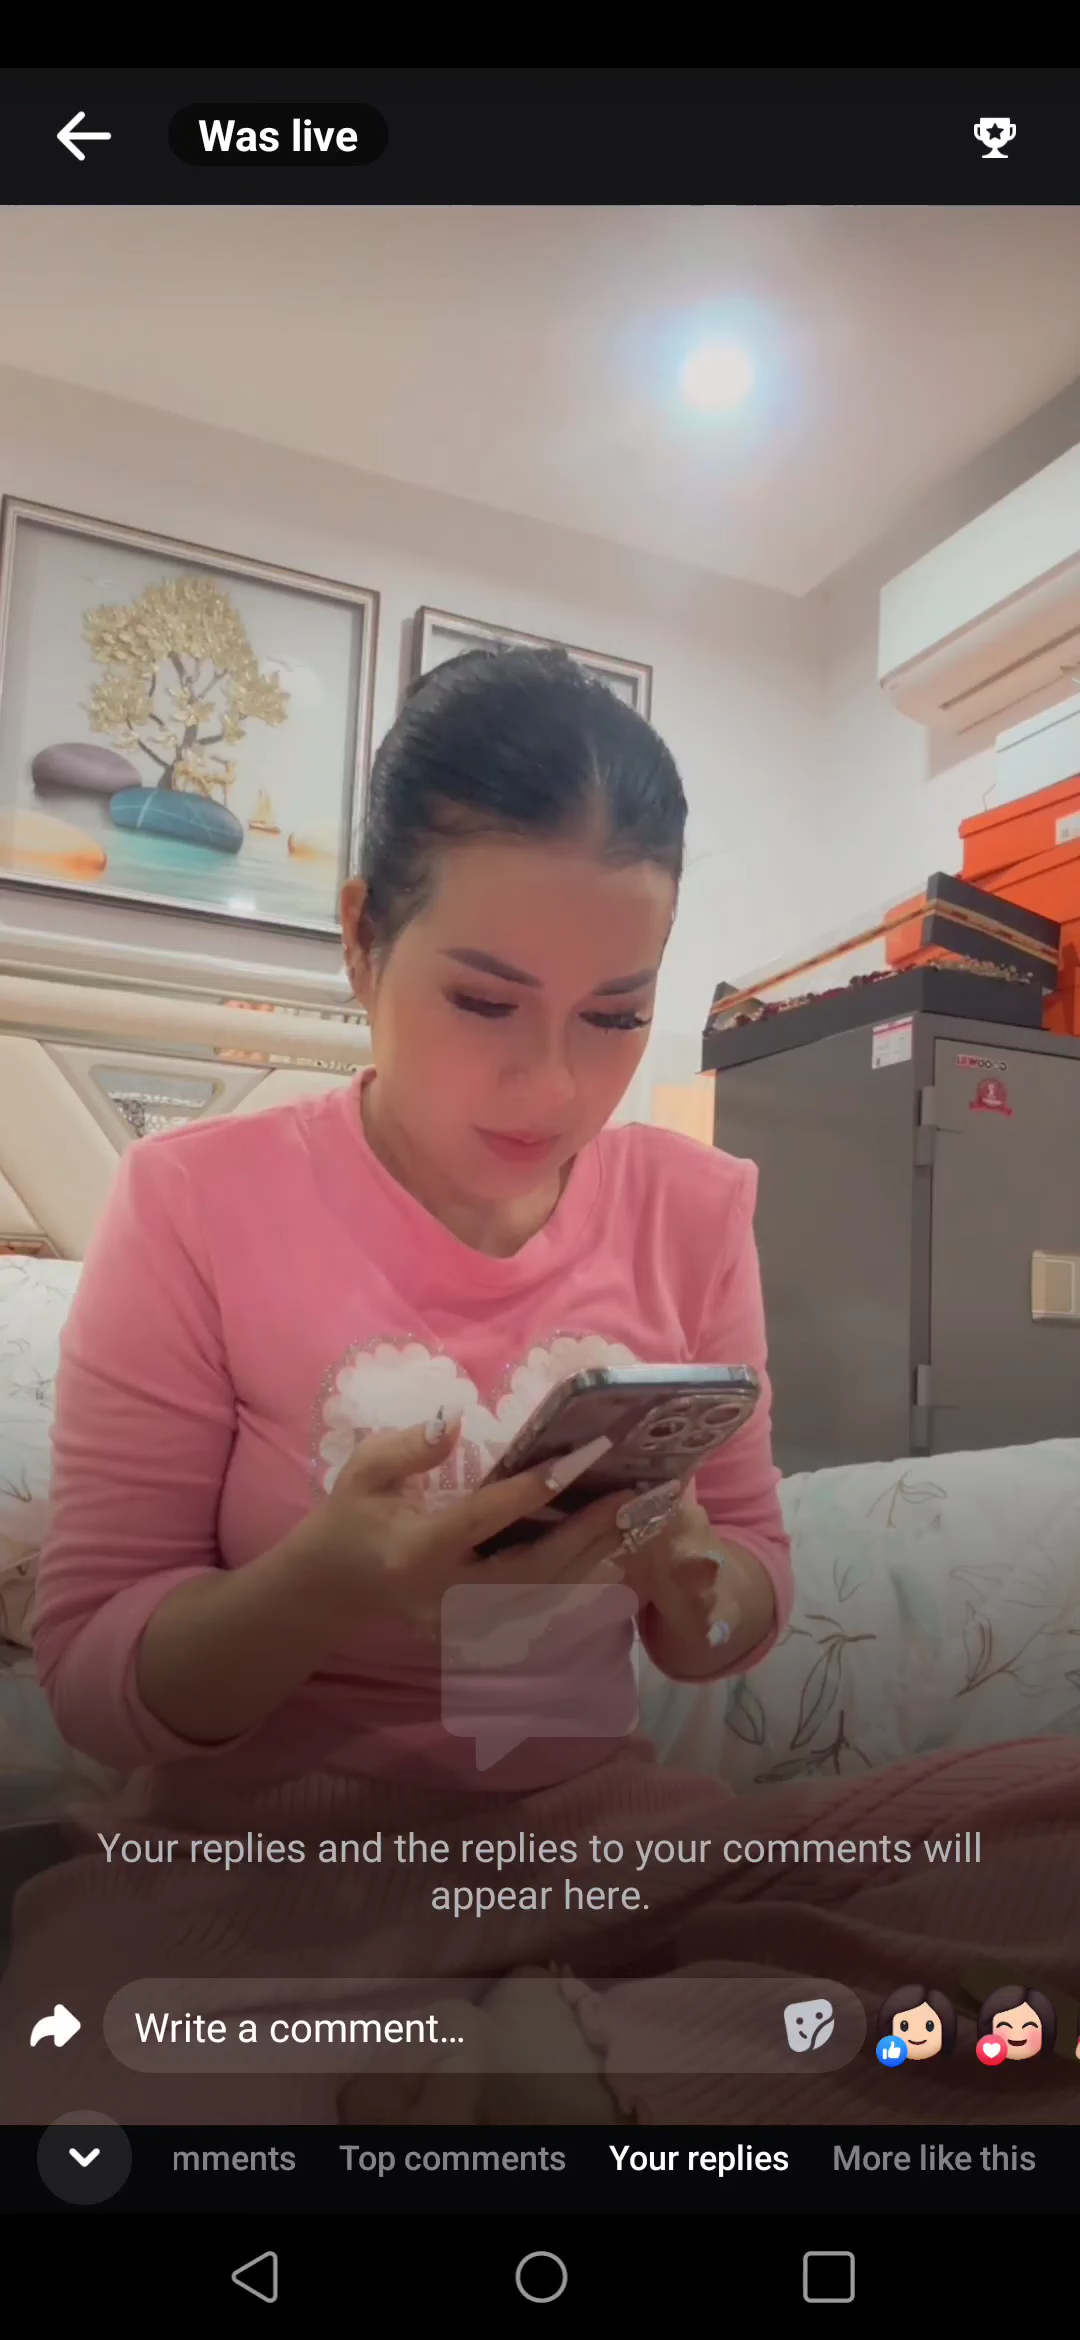 Was live
Your replies and the replies to your comments will
appear here.
Write a comment...
mments
Top comments
Your replies
More like this